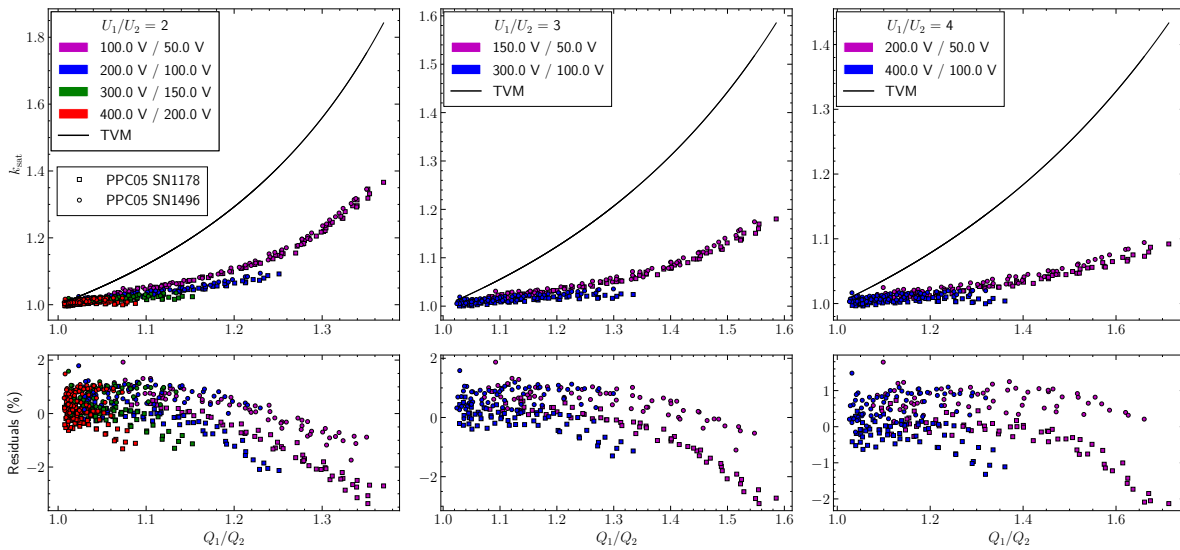 U₁/U₂ = 2
100.0 V / 50.0 V
200.0 V / 100.0 V
300.0 V / 150.0 V
400.0 V / 200.0 V
TVM
PPC05 SN1178
PPC05 SN1496
k_sat
1.8
1.6
1.4
1.2
1.0
1.0 1.1 1.2 1.3
U₁/U₂ = 3
150.0 V / 50.0 V
300.0 V / 100.0 V
TVM
1.6
1.5
1.4
1.3
1.2
1.1
1.0
1.0 1.1 1.2 1.3 1.4 1.5 1.6
U₁/U₂ = 4
200.0 V / 50.0 V
400.0 V / 100.0 V
TVM
1.4
1.3
1.2
1.1
1.0
1.0 1.2 1.4 1.6
Residuals (%)
2
0
−2
1.0 1.1 1.2 1.3
Q₁/Q₂
2
0
−2
1.0 1.1 1.2 1.3 1.4 1.5 1.6
Q₁/Q₂
1
0
−1
−2
1.0 1.2 1.4 1.6
Q₁/Q₂